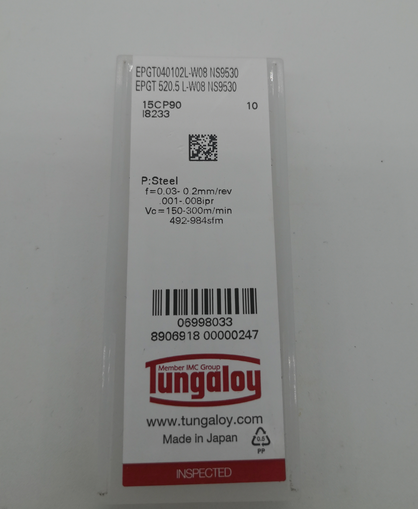 EPGT040102L-W08 NS9530
EPGT 520.5 L-W08 NS9530
15CP90 10
I8233
P:Steel
f=0.03- 0.2mm/rev
.001-.008ipr
Vc=150-300m/min
492-984sfm
06998033
8906918 00000247
Member IMC Group
Tungaloy
www.tungaloy.com
Made in Japan
0.5
PP
INSPECTED